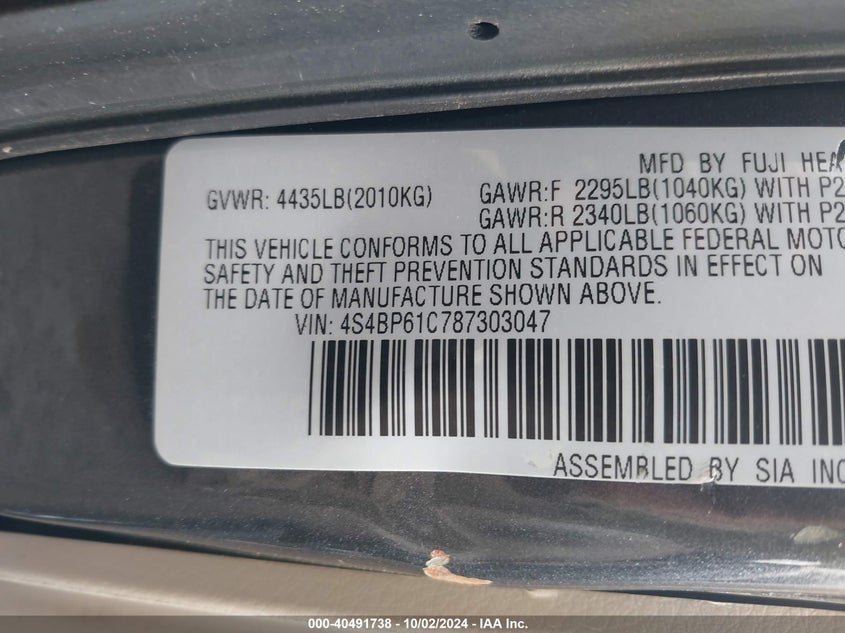 MFD BY FUJI HEA
GVWR: 4435LB(2010KG) GAWR:F 2295LB(1040KG) WITH P2
GAWR:R 2340LB(1060KG) WITH P2
THIS VEHICLE CONFORMS TO ALL APPLICABLE FEDERAL MOTO
SAFETY AND THEFT PREVENTION STANDARDS IN EFFECT ON
THE DATE OF MANUFACTURE SHOWN ABOVE.
VIN: 4S4BP61C787303047
ASSEMBLED BY SIA INC
000-40491738 - 10/02/2024 - IAA Inc.